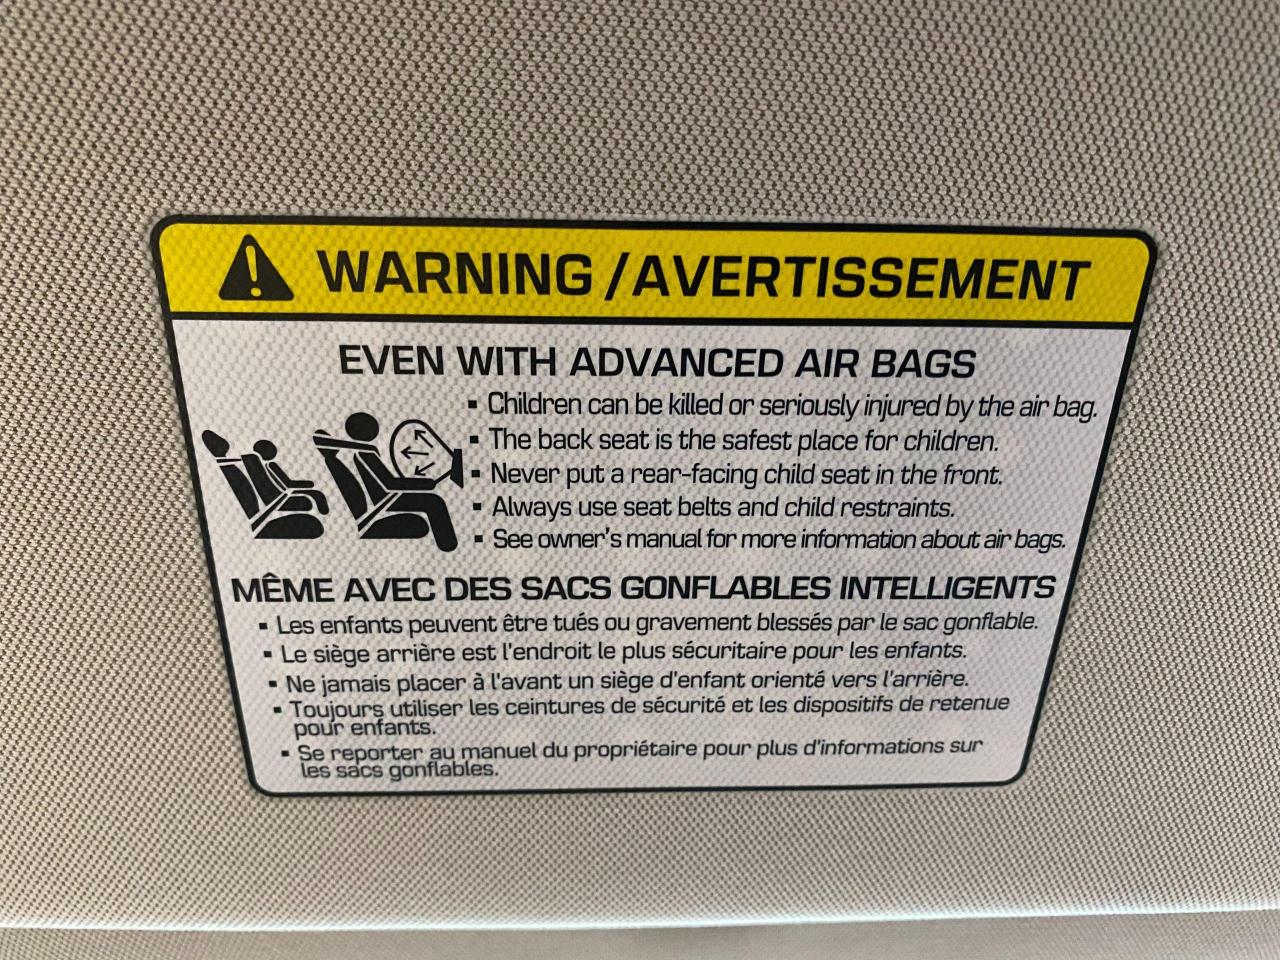 WARNING / AVERTISSEMENT
EVEN WITH ADVANCED AIR BAGS
▪ Children can be killed or seriously injured by the air bag.
▪ The back seat is the safest place for children.
▪ Never put a rear-facing child seat in the front.
▪ Always use seat belts and child restraints.
▪ See owner's manual for more information about air bags.
MÊME AVEC DES SACS GONFLABLES INTELLIGENTS
▪ Les enfants peuvent être tués ou gravement blessés par le sac gonflable.
▪ Le siège arrière est l'endroit le plus sécuritaire pour les enfants.
▪ Ne jamais placer à l'avant un siège d'enfant orienté vers l'arrière.
▪ Toujours utiliser les ceintures de sécurité et les dispositifs de retenue
pour enfants.
▪ Se reporter au manuel du propriétaire pour plus d'informations sur
les sacs gonflables.